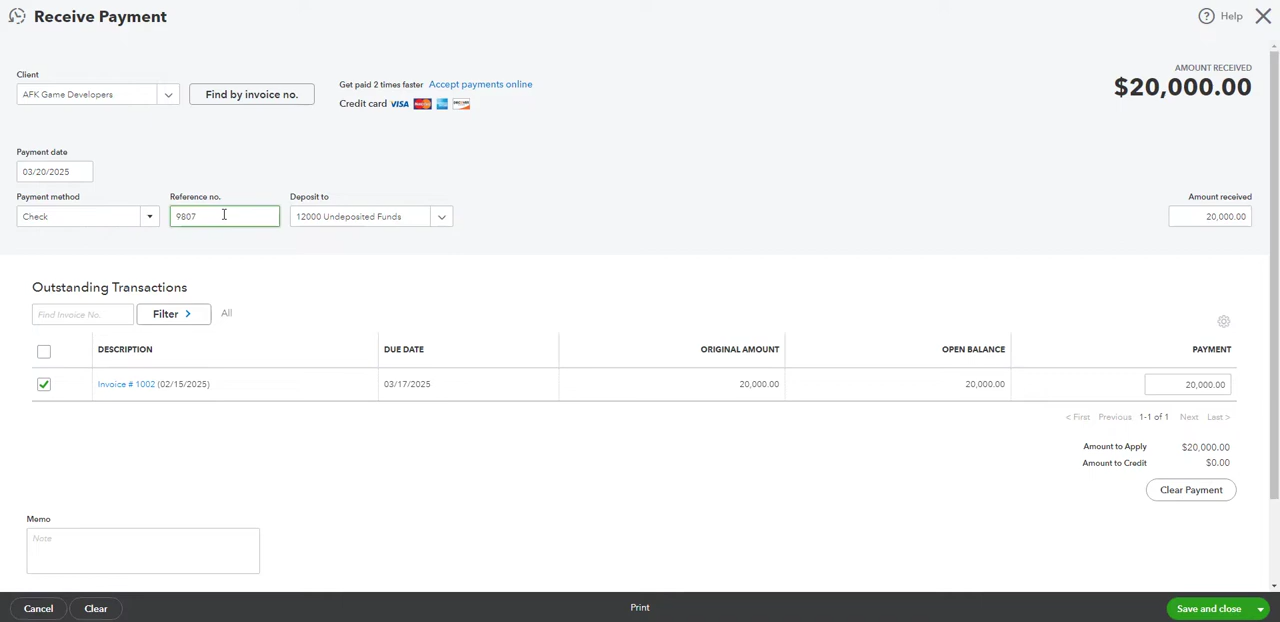 Receive Payment
Help
Client
AFK Game Developers
Find by invoice no.
Get paid 2 times faster Accept payments online
Credit card VISA
AMOUNT RECEIVED
$20,000.00
Payment date
03/20/2025
Payment method Reference no. Deposit to Amount received
Check 9807 12000 Undeposited Funds 20,000.00
Outstanding Transactions
Find Invoice No. Filter > All
DESCRIPTION DUE DATE ORIGINAL AMOUNT OPEN BALANCE PAYMENT
Invoice # 1002 (02/15/2025) 03/17/2025 20,000.00 20,000.00 20,000.00
< First Previous 1-1 of 1 Next Last >
Amount to Apply $20,000.00
Amount to Credit $0.00
Clear Payment
Memo
Note
Cancel Clear Print Save and close